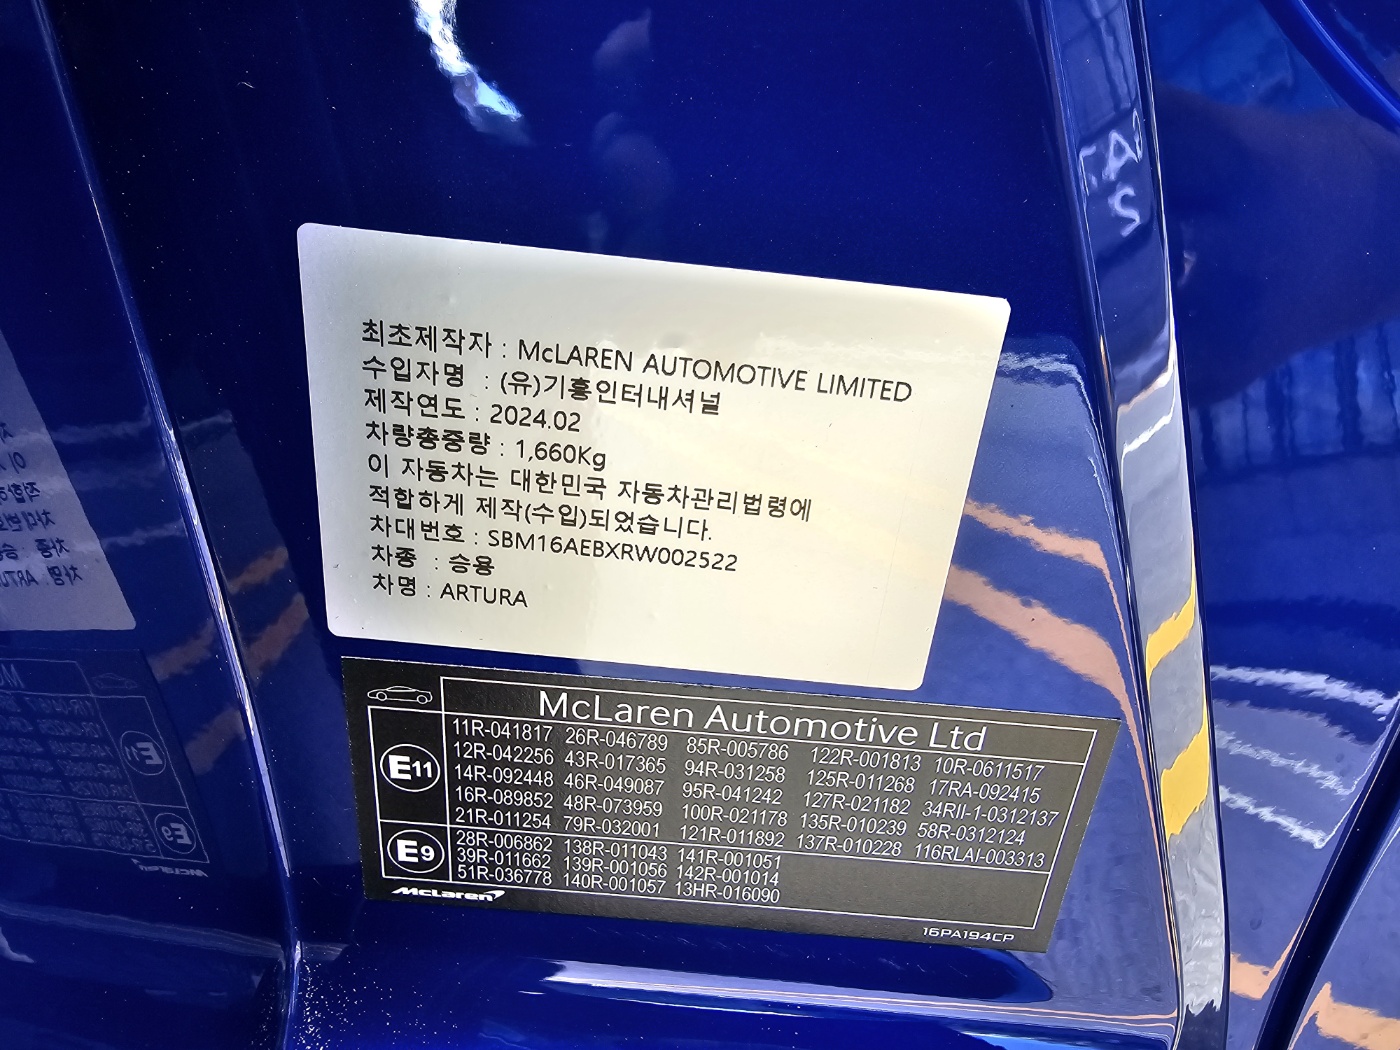 최초제작자 : McLAREN AUTOMOTIVE LIMITED
수입자명 : (유)기흥인터내셔널
제작연도 : 2024.02
차량총중량 : 1,660Kg
이 자동차는 대한민국 자동차관리법령에
적합하게 제작(수입)되었습니다.
차대번호 : SBM16AEBXRW002522
차종 : 승용
차명 : ARTURA
McLaren Automotive Ltd
E11
11R-041817 26R-046789 85R-005786 122R-001813 10R-0611517
12R-042256 43R-017365 94R-031258 125R-011268 17RA-092415
14R-092448 46R-049087 95R-041242 127R-021182 34RII-1-0312137
16R-089852 48R-073959 100R-021178 135R-010239 58R-0312124
21R-011254 79R-032001 121R-011892 137R-010228 116RLAI-003313
E9
28R-006862 138R-011043 141R-001051
39R-011662 139R-001056 142R-001014
51R-036778 140R-001057 13HR-016090
McLaren
16PA194CP